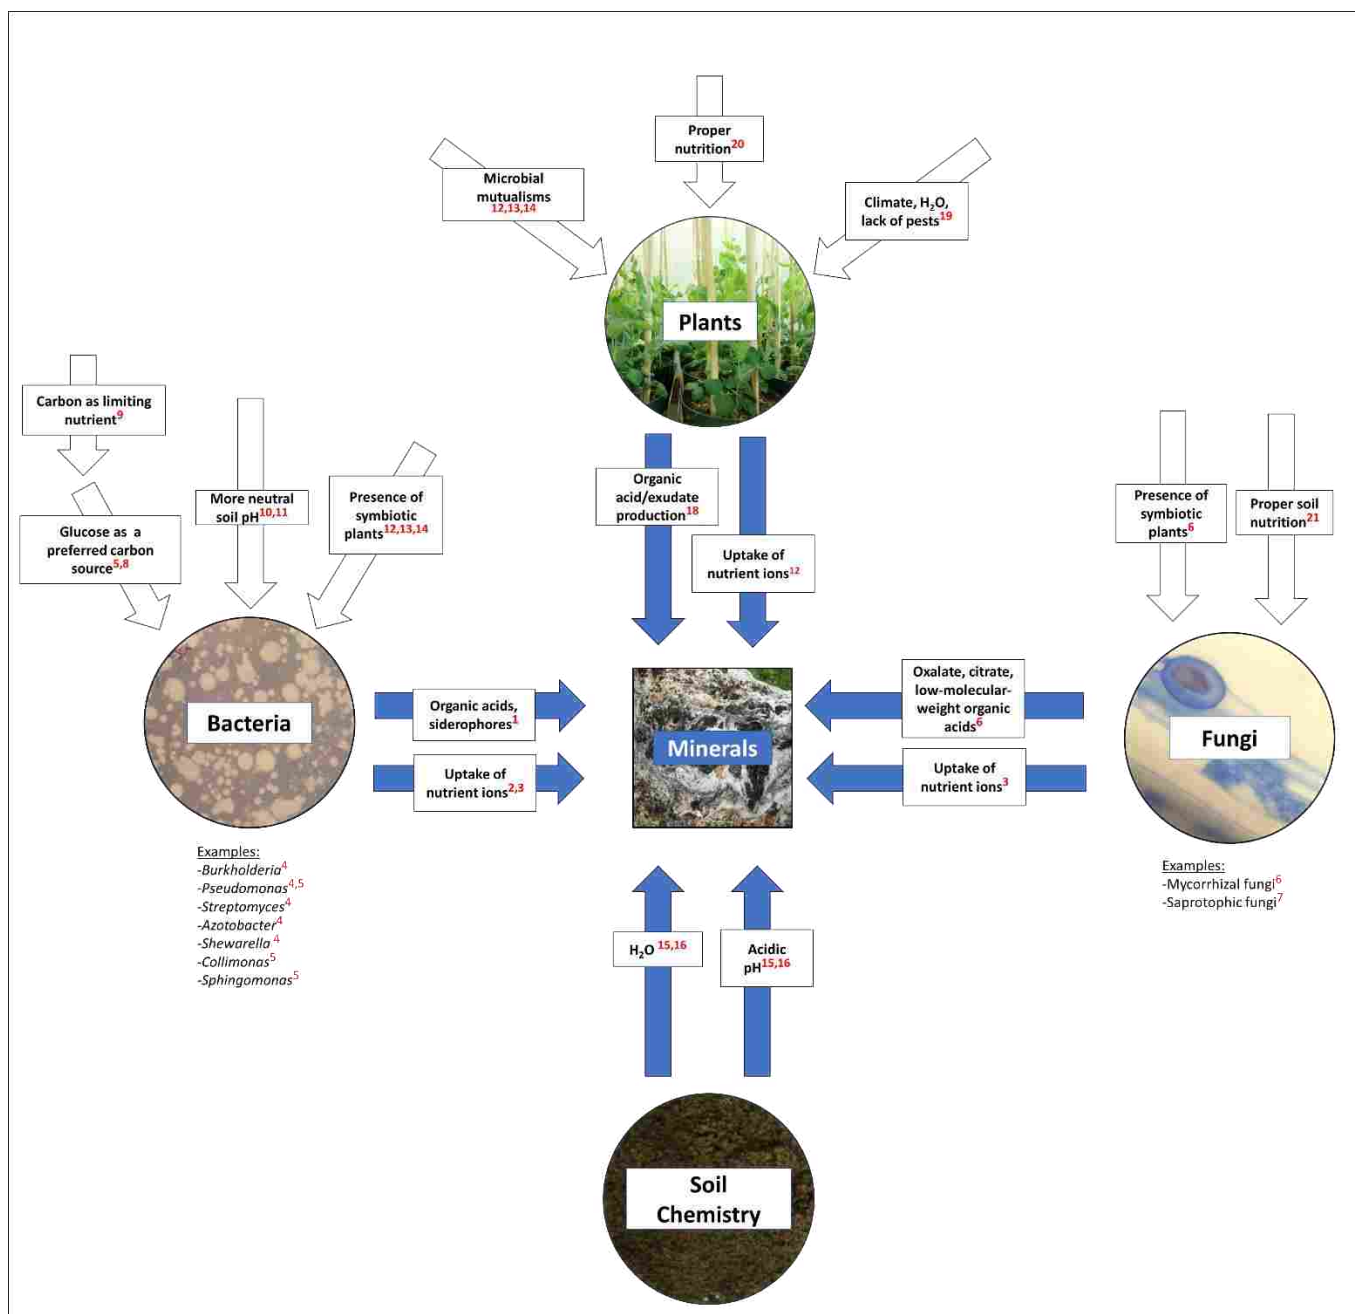 Proper
nutrition20
Microbial
mutualisms
12,13,14
Climate, H2O,
lack of pests19
Plants
Carbon as limiting
nutrient9
More neutral
soil pH10,11
Presence of
symbiotic
plants12,13,14
Glucose as a
preferred carbon
source5,8
Organic
acid/exudate
production18
Uptake of
nutrient ions12
Presence of
symbiotic
plants6
Proper soil
nutrition21
Bacteria
Organic acids,
siderophores1
Uptake of
nutrient ions2,3
Minerals
Oxalate, citrate,
low-molecular-
weight organic
acids6
Uptake of
nutrient ions3
Fungi
Examples:
-Burkholderia4
-Pseudomonas4,5
-Streptomyces4
-Azotobacter4
-Shewarella4
-Collimonas5
-Sphingomonas5
Examples:
-Mycorrhizal fungi6
-Saprotophic fungi7
H2O 15,16
Acidic
pH15,16
Soil
Chemistry